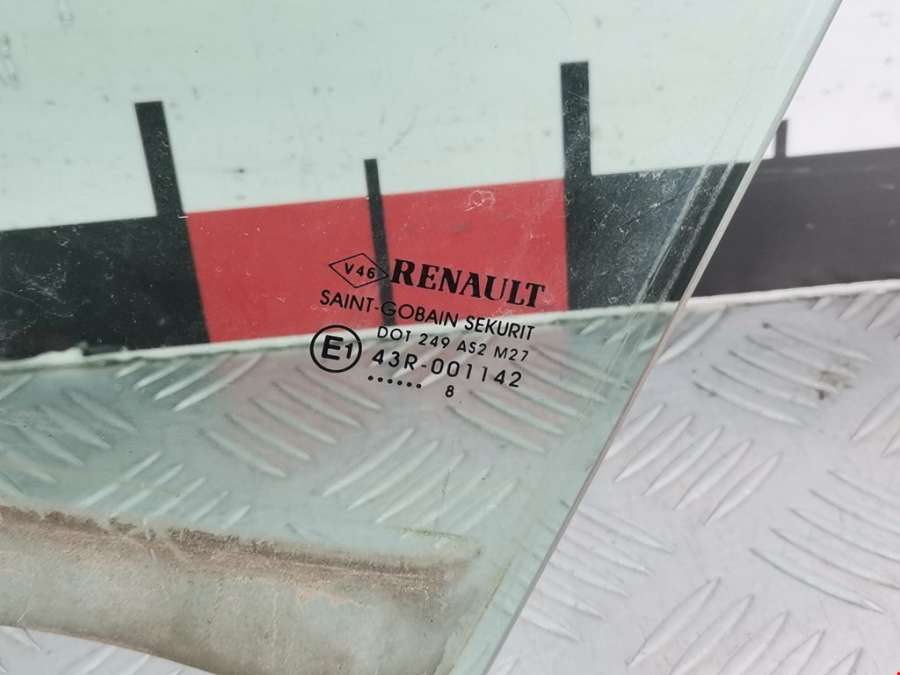 V46 RENAULT
SAINT-GOBAIN SEKURIT
DOT 249 AS2 M27
E1 43R-001142
......
8